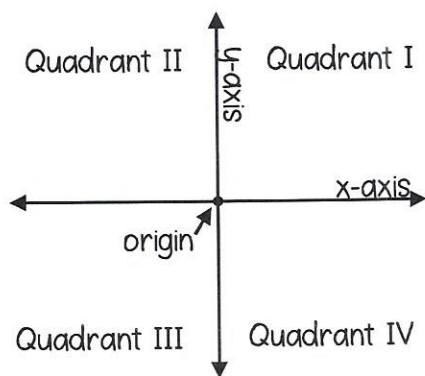 Quadrant II
Quadrant I
y-axis
x-axis
origin
Quadrant III
Quadrant IV